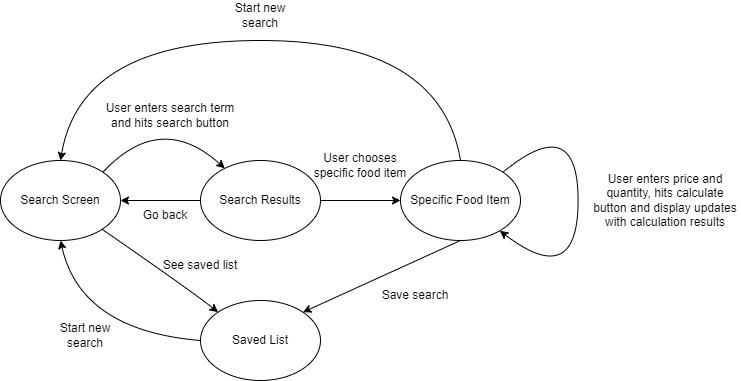 Start new
search
User enters search term
and hits search button
User chooses
specific food item
Search Screen
Search Results
Specific Food Item
User enters price and
quantity, hits calculate
button and display updates
with calculation results
Go back
See saved list
Save search
Start new
search
Saved List